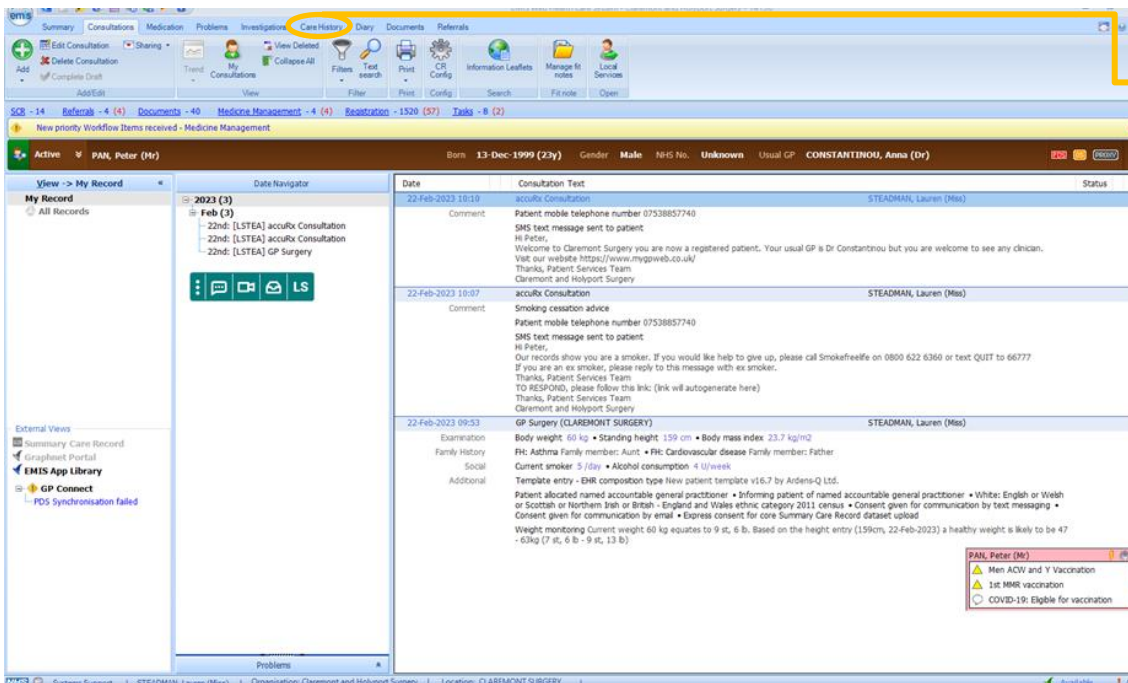 emis
Summary Consultations Medication Problems Investigations Care History Diary Documents Referrals
Add
Edit Consultation
Delete Consultation
Complete Draft
Sharing
Add/Edit
Trend
My Consultations
View Deleted
Collapse All
View
Filters
Text search
Filter
Print
Print
CR Config
Config
Information Leaflets
Search
Manage fit notes
Fit note
Local Services
Open
SCR - 14 Referrals - 4 (4) Documents - 40 Medicine Management - 4 (4) Registration - 1520 (57) Tasks - 8 (2)
New priority Workflow Items received - Medicine Management
Active PAN, Peter (Mr) Born 13-Dec-1999 (23y) Gender Male NHS No. Unknown Usual GP CONSTANTINOU, Anna (Dr) PROXY
View -> My Record
My Record
All Records
External Views
Summary Care Record
Graphnet Portal
EMIS App Library
GP Connect
PDS Synchronisation failed
Date Navigator
2023 (3)
Feb (3)
22nd: [LSTEA] accuRx Consultation
22nd: [LSTEA] accuRx Consultation
22nd: [LSTEA] GP Surgery
LS
Problems
Date Consultation Text Status
22-Feb-2023 10:10 accuRx Consultation STEADMAN, Lauren (Miss)
Comment Patient mobile telephone number 07538857740
SMS text message sent to patient
Hi Peter,
Welcome to Claremont Surgery you are now a registered patient. Your usual GP is Dr Constantinou but you are welcome to see any clinician.
Visit our website https://www.mygpweb.co.uk/
Thanks, Patient Services Team
Claremont and Holyport Surgery
22-Feb-2023 10:07 accuRx Consultation STEADMAN, Lauren (Miss)
Comment Smoking cessation advice
Patient mobile telephone number 07538857740
SMS text message sent to patient
Hi Peter,
Our records show you are a smoker. If you would like help to give up, please call Smokefreelife on 0800 622 6360 or text QUIT to 66777
If you are an ex smoker, please reply to this message with ex smoker.
Thanks, Patient Services Team
TO RESPOND, please follow this link: (link will autogenerate here)
Thanks, Patient Services Team
Claremont and Holyport Surgery
22-Feb-2023 09:53 GP Surgery (CLAREMONT SURGERY) STEADMAN, Lauren (Miss)
Examination Body weight 60 kg • Standing height 159 cm • Body mass index 23.7 kg/m2
Family History FH: Asthma Family member: Aunt • FH: Cardiovascular disease Family member: Father
Social Current smoker 5 /day • Alcohol consumption 4 U/week
Additional Template entry - EHR composition type New patient template v16.7 by Ardens-Q Ltd.
Patient allocated named accountable general practitioner • Informing patient of named accountable general practitioner • White: English or Welsh
or Scottish or Northern Irish or British - England and Wales ethnic category 2011 census • Consent given for communication by text messaging •
Consent given for communication by email • Express consent for core Summary Care Record dataset upload
Weight monitoring Current weight 60 kg equates to 9 st, 6 lb. Based on the height entry (159cm, 22-Feb-2023) a healthy weight is likely to be 47
- 63kg (7 st, 6 lb - 9 st, 13 lb)
PAN, Peter (Mr)
Men ACW and Y Vaccination
1st MMR vaccination
COVID-19: Eligible for vaccination
NHS Systems Support STEADMAN, Lauren (Miss) Organisation: Claremont and Holyport Surgery Location: CLAREMONT SURGERY Available